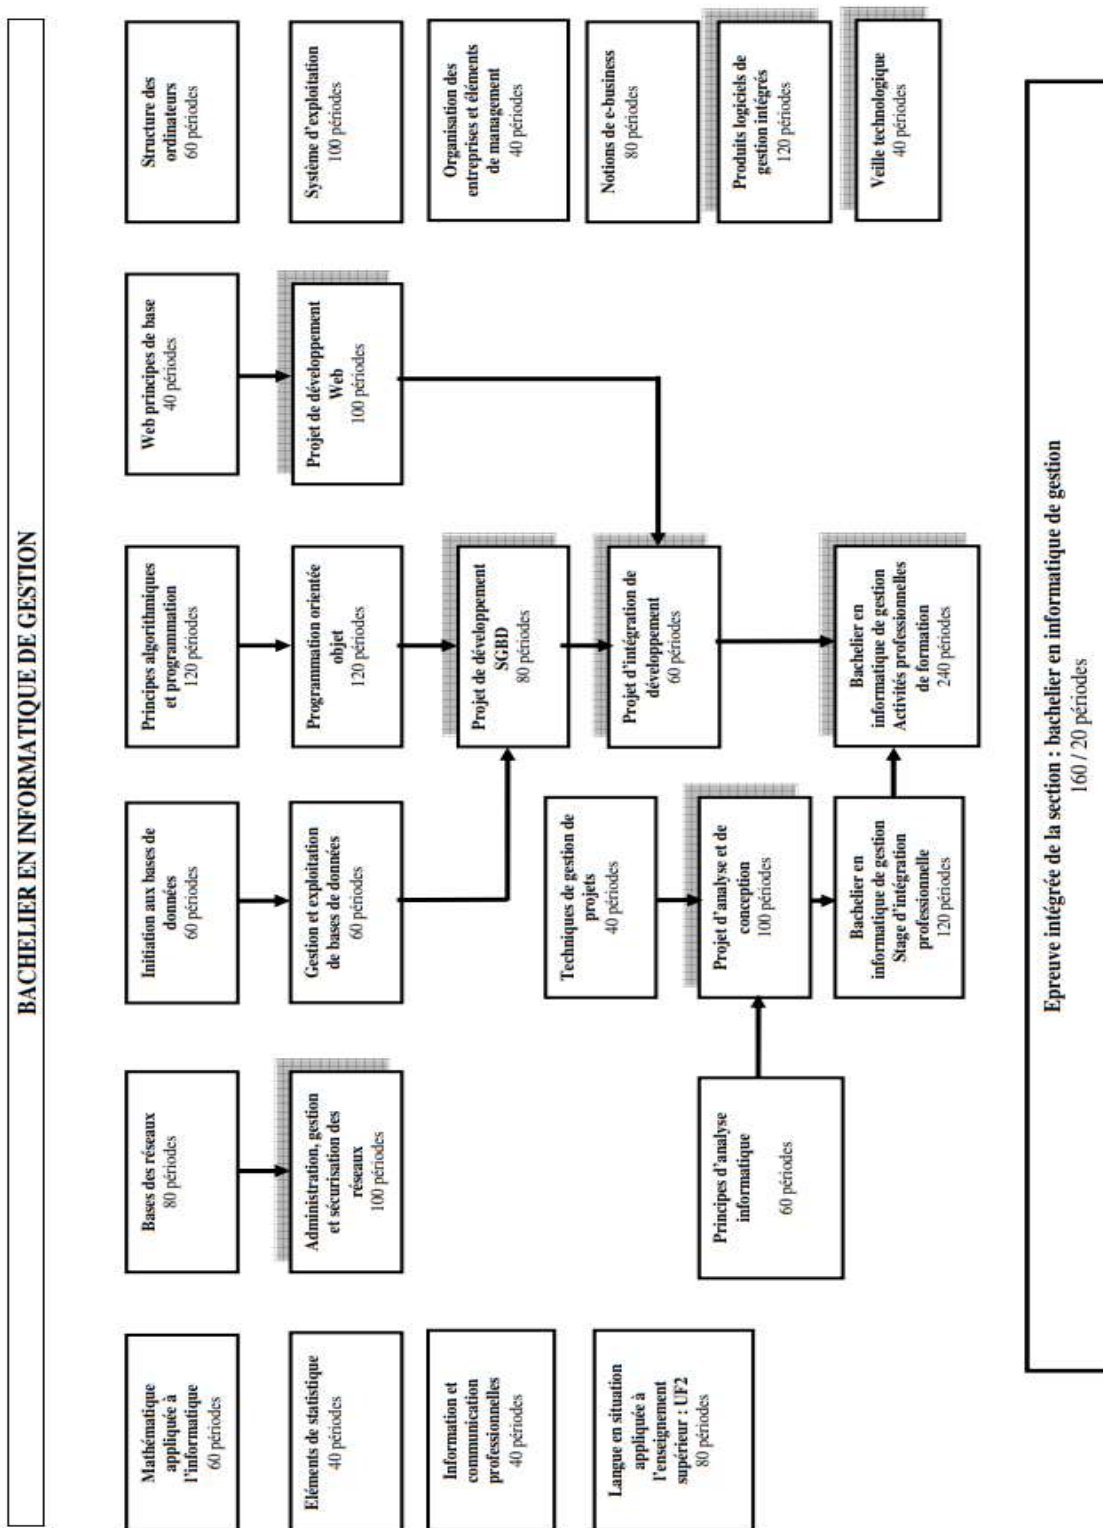 BACHELIER EN INFORMATIQUE DE GESTION
Mathématique
appliquée à
l'informatique
60 périodes
Bases des réseaux
80 périodes
Initiation aux bases de
données
60 périodes
Principes algorithmiques
et programmation
120 périodes
Web principes de base
40 périodes
Structure des
ordinateurs
60 périodes
Eléments de statistique
40 périodes
Administration, gestion
et sécurisation des
réseaux
100 périodes
Gestion et exploitation
de bases de données
60 périodes
Programmation orientée
objet
120 périodes
Projet de développement
Web
100 périodes
Système d'exploitation
100 périodes
Information et
communication
professionnelles
40 périodes
Projet de développement
SGBD
80 périodes
Organisation des
entreprises et éléments
de management
40 périodes
Langue en situation
appliquée à
l'enseignement
supérieur : UF2
80 périodes
Techniques de gestion de
projets
40 périodes
Projet d'intégration de
développement
60 périodes
Notions de e-business
80 périodes
Principes d'analyse
informatique
60 périodes
Projet d'analyse et de
conception
100 périodes
Produits logiciels de
gestion intégrés
120 périodes
Bachelier en
informatique de gestion
Stage d'intégration
professionnelle
120 périodes
Bachelier en
informatique de gestion
Activités professionnelles
de formation
240 périodes
Veille technologique
40 périodes
Epreuve intégrée de la section : bachelier en informatique de gestion
160 / 20 périodes